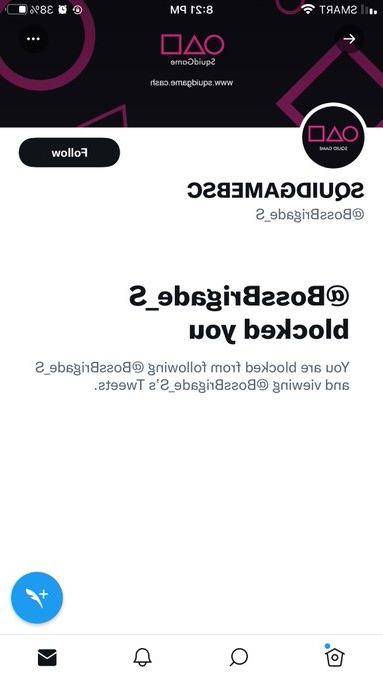 SMART 8:21 PM 38%
SquidGame
www.squidgame.cash
SQUID GAME
Follow
SQUIDGAMEBSC
@BossBrigade_S
@BossBrigade_S
blocked you
You are blocked from following @BossBrigade_S
and viewing @BossBrigade_S's Tweets.